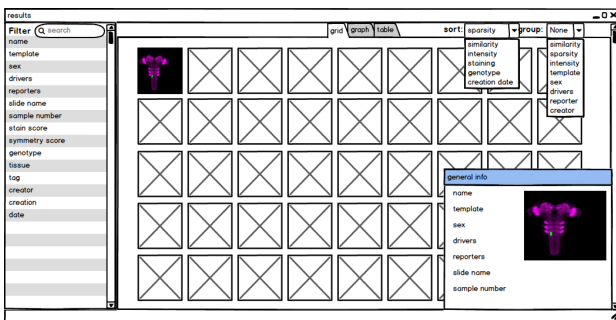 results
Filter
search
grid
graph
table
sort:
sparsity
group:
None
name
template
sex
drivers
reporters
slide name
sample number
stain score
symmetry score
genotype
tissue
tag
creator
creation
date
similarity
intensity
staining
genotype
creation date
similarity
sparsity
intensity
template
sex
drivers
reporter
creator
general info
name
template
sex
drivers
reporters
slide name
sample number